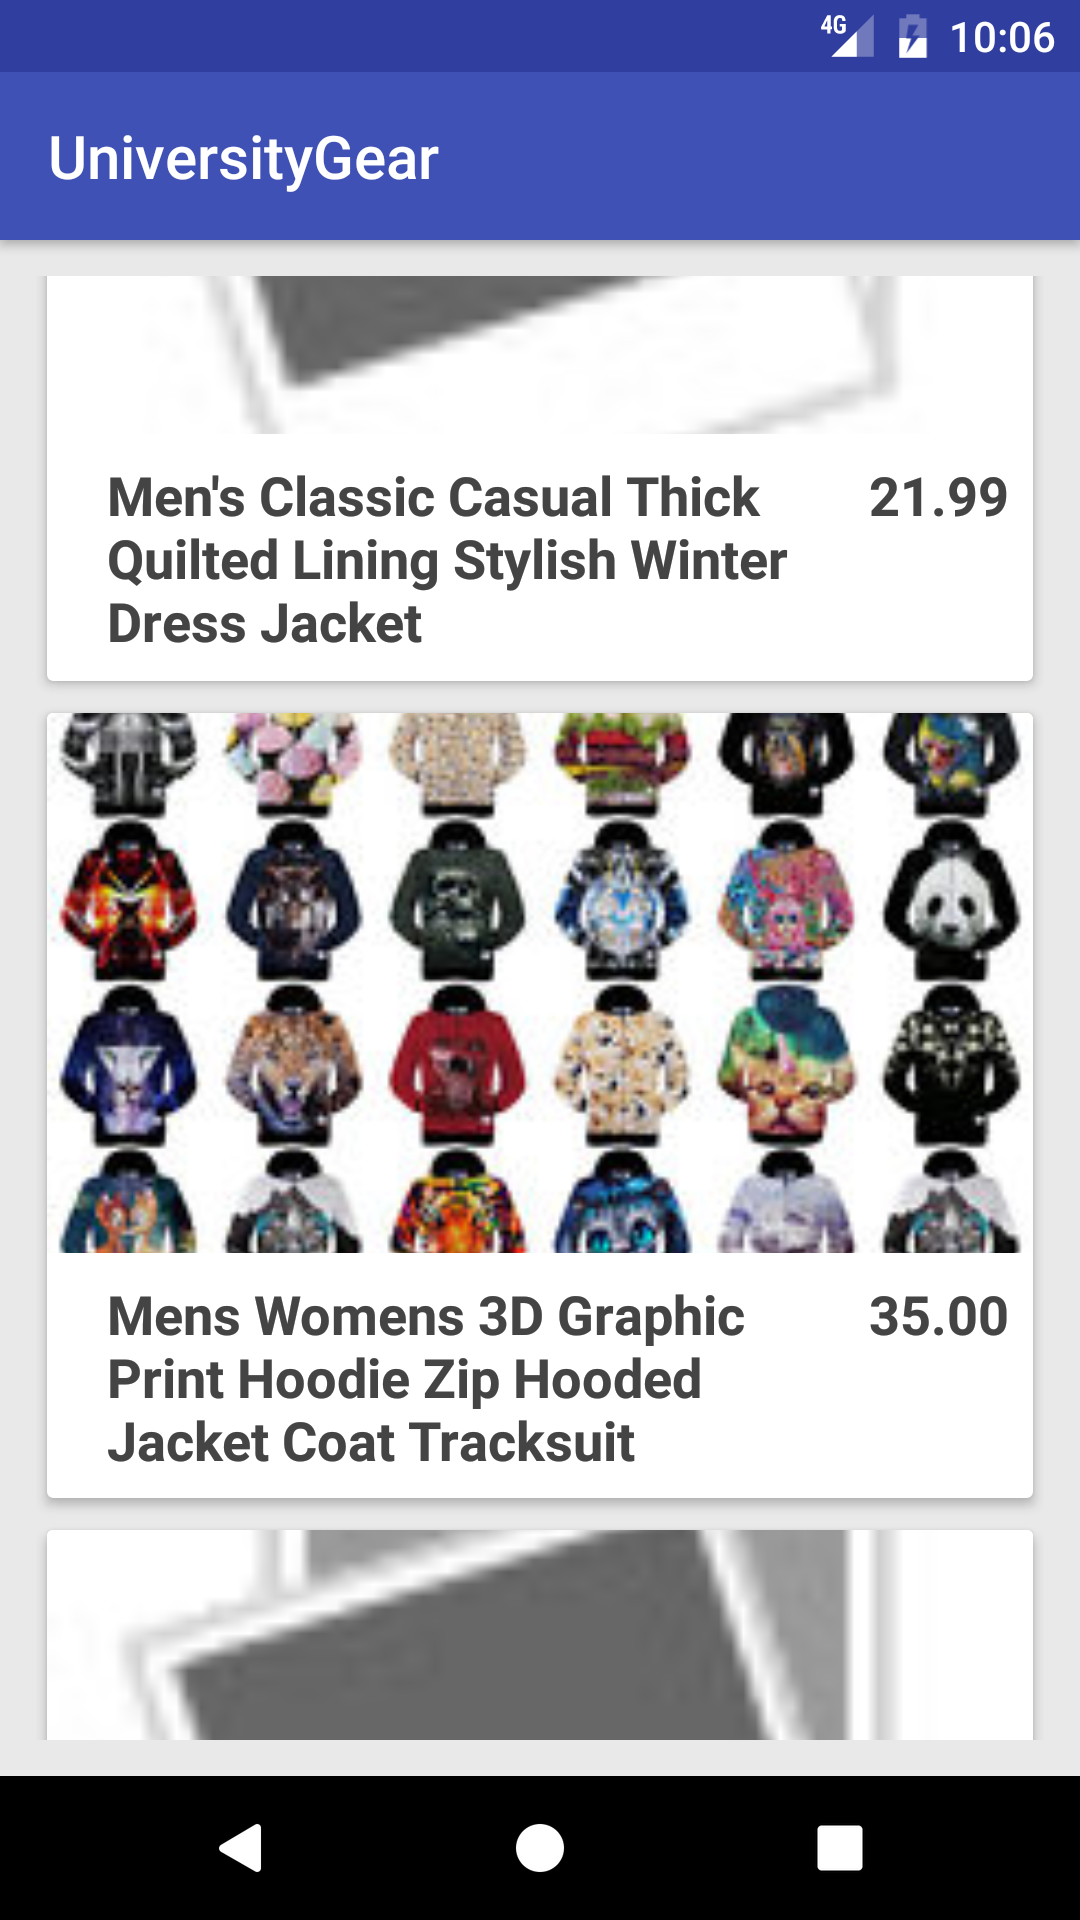 4G 10:06
UniversityGear
Men's Classic Casual Thick 21.99
Quilted Lining Stylish Winter
Dress Jacket
Mens Womens 3D Graphic 35.00
Print Hoodie Zip Hooded
Jacket Coat Tracksuit